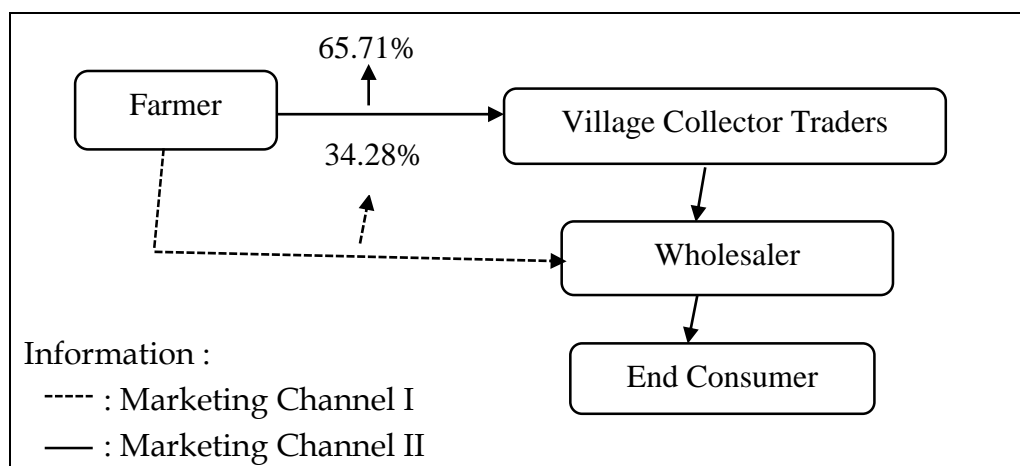 65.71%
Farmer
Village Collector Traders
34.28%
Wholesaler
End Consumer
Information :
: Marketing Channel I
: Marketing Channel II